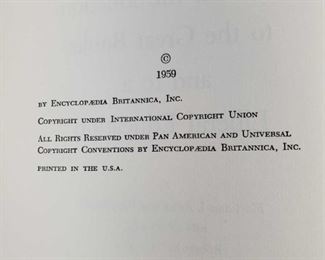 ©
1959
BY ENCYCLOPÆDIA BRITANNICA, INC.
COPYRIGHT UNDER INTERNATIONAL COPYRIGHT UNION
ALL RIGHTS RESERVED UNDER PAN AMERICAN AND UNIVERSAL
COPYRIGHT CONVENTIONS BY ENCYCLOPÆDIA BRITANNICA, INC.
PRINTED IN THE U.S.A.